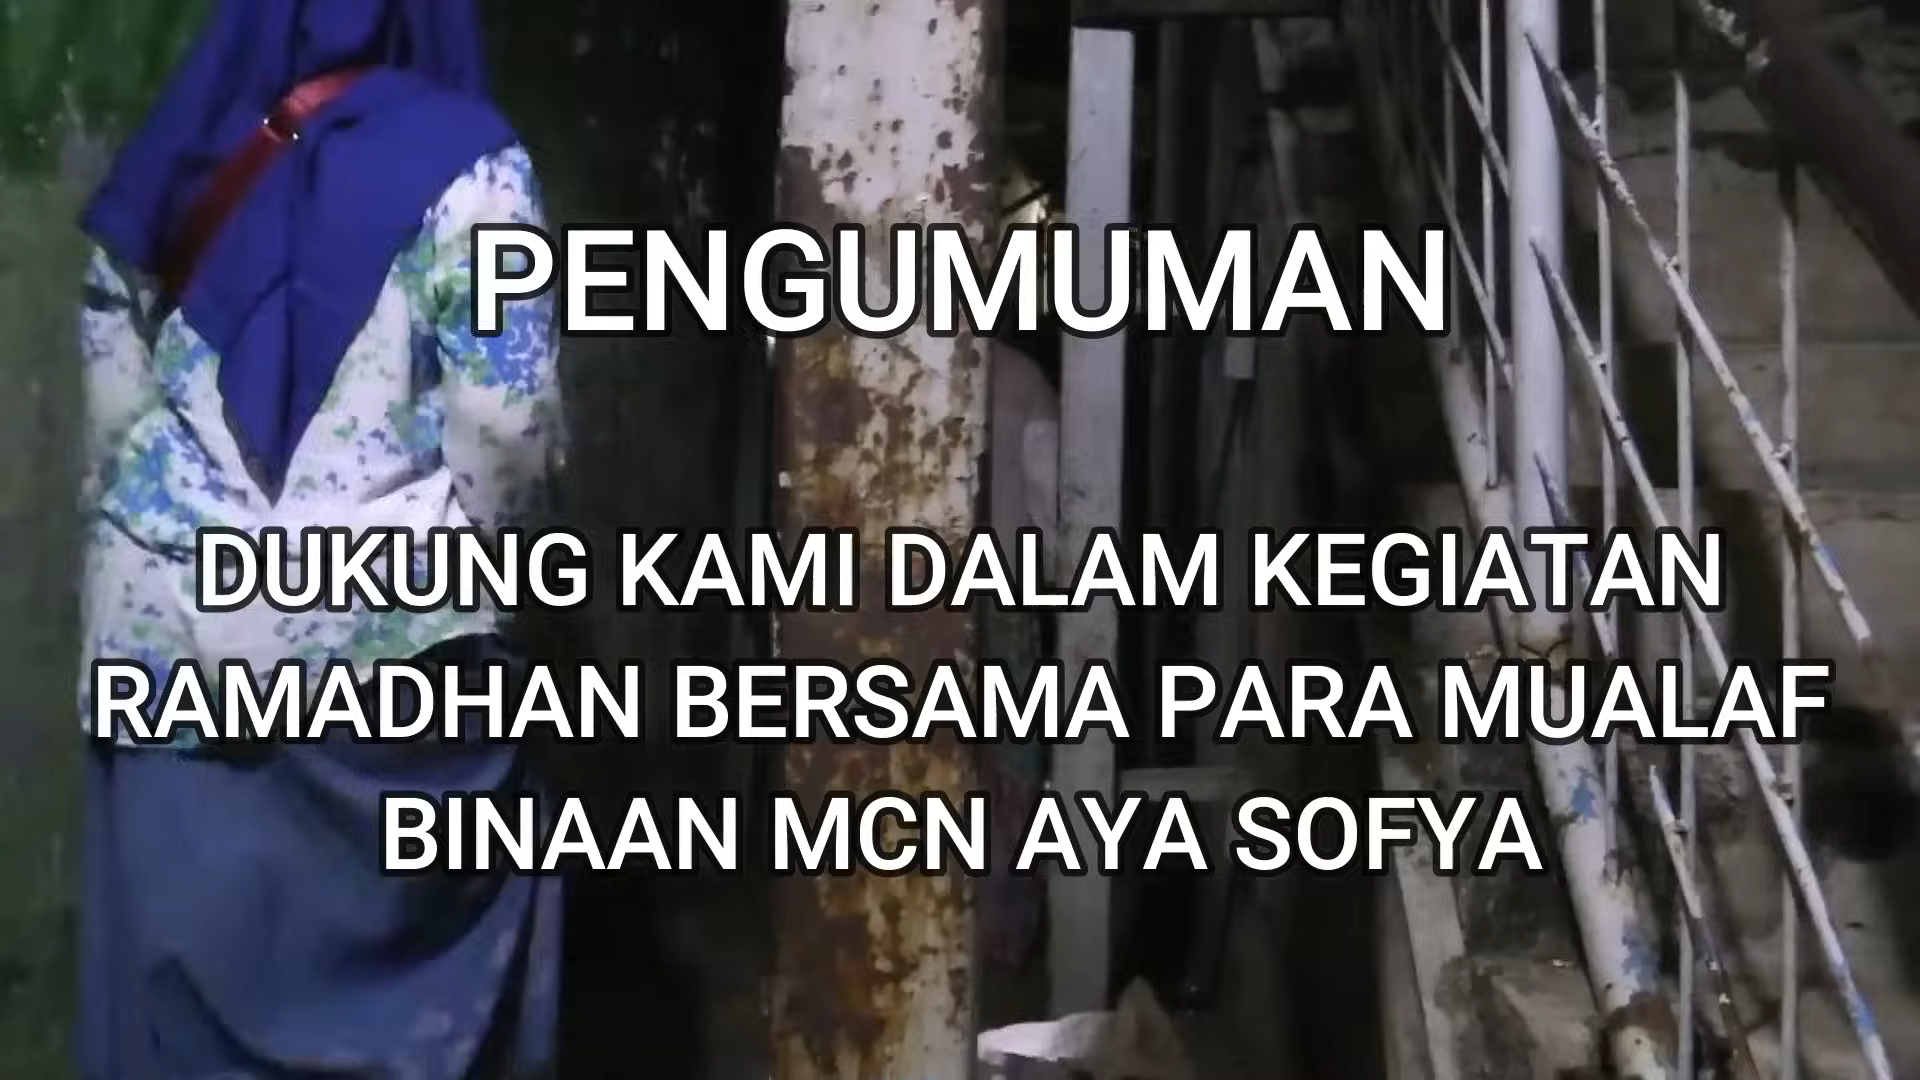 PENGUMUMAN
DUKUNG KAMI DALAM KEGIATAN
RAMADHAN BERSAMA PARA MUALAF
BINAAN MCN AYA SOFYA